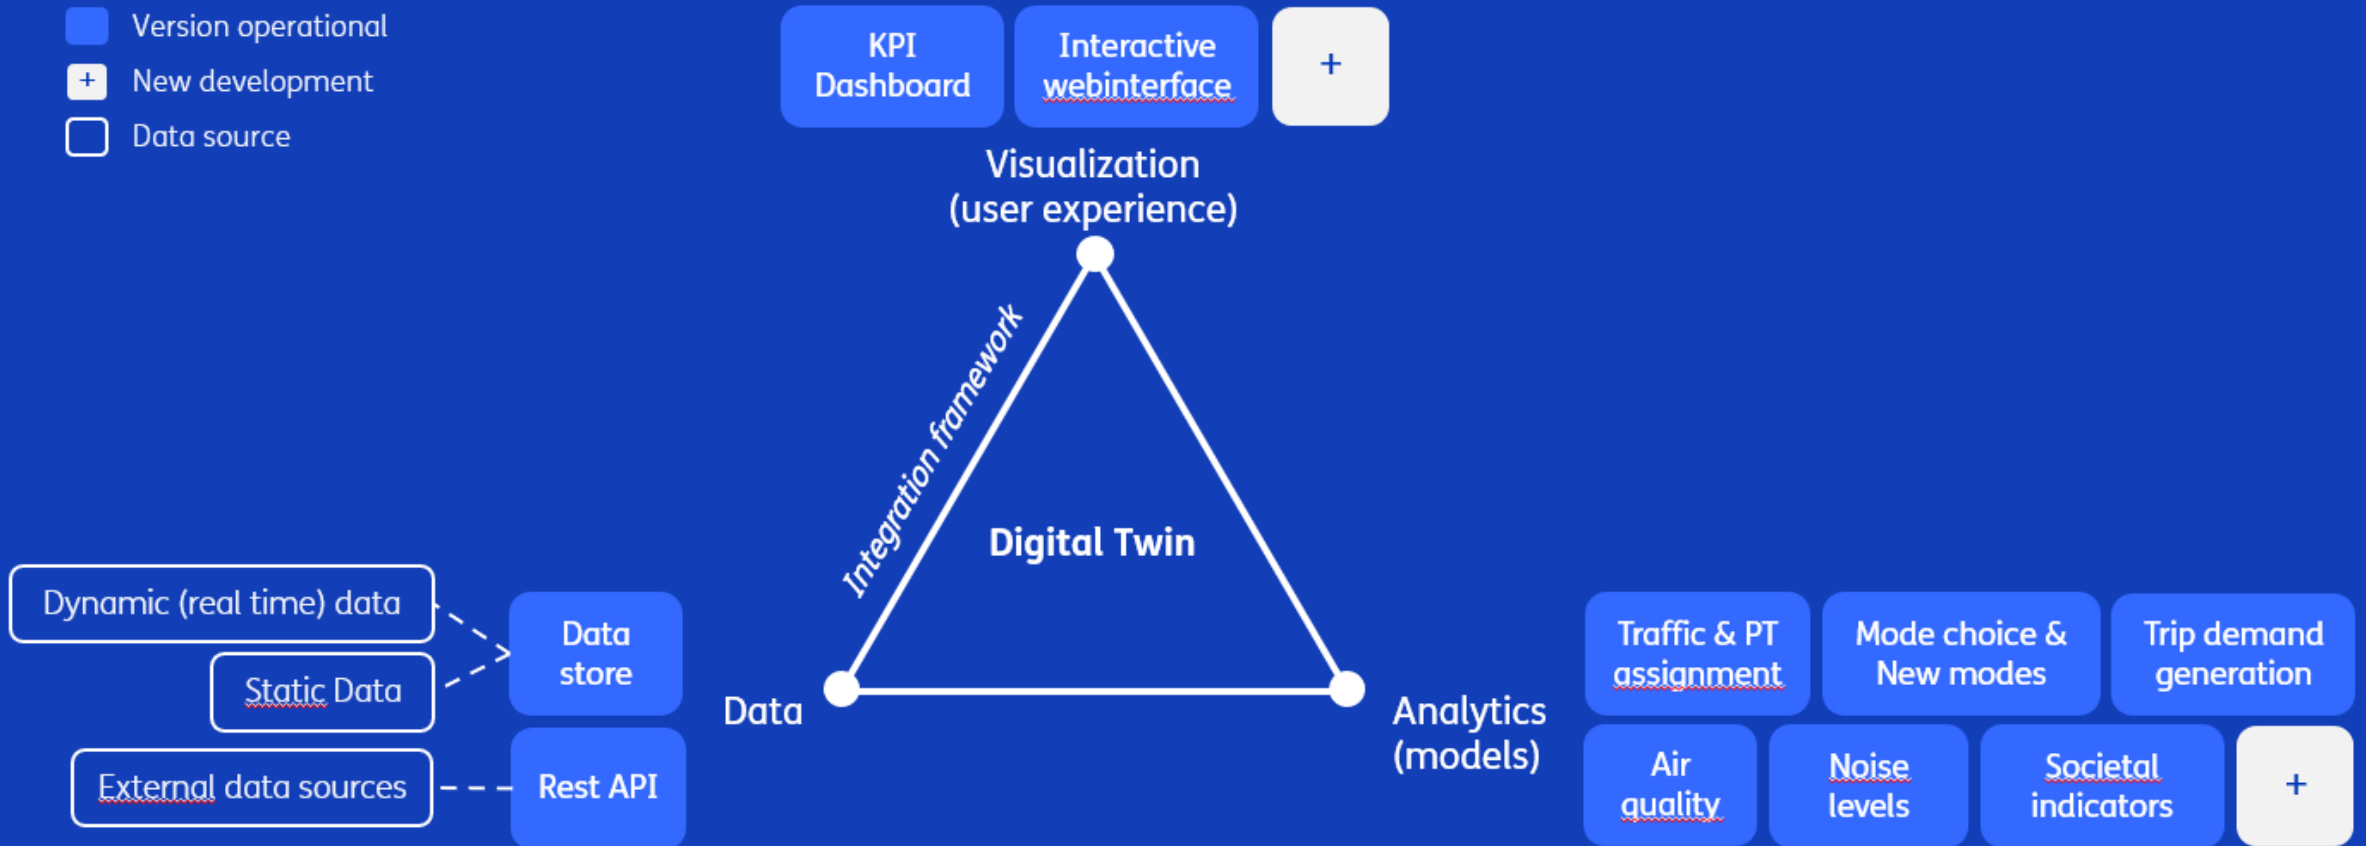 Version operational
+
New development
Data source
KPI
Dashboard
Interactive
webinterface
+
Visualization
(user experience)
Integration framework
Digital Twin
Dynamic (real time) data
Static Data
External data sources
Data
store
Rest API
Data
Analytics
(models)
Traffic & PT
assignment
Mode choice &
New modes
Trip demand
generation
Air
quality
Noise
levels
Societal
indicators
+